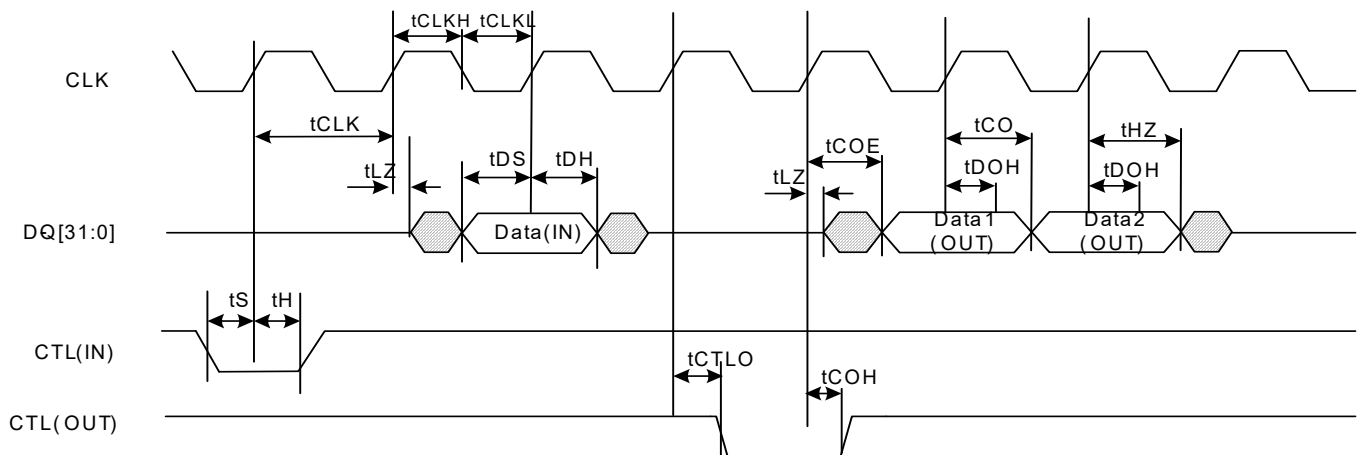 tCLKH tCLKL
CLK
tCLK
tCO
tHZ
tCOE
tDS tDH
tLZ
tLZ
tDOH
tDOH
DQ[31:0]
Data(IN)
Data1
(OUT)
Data2
(OUT)
tS tH
CTL(IN)
tCTLO
tCOH
CTL(OUT)